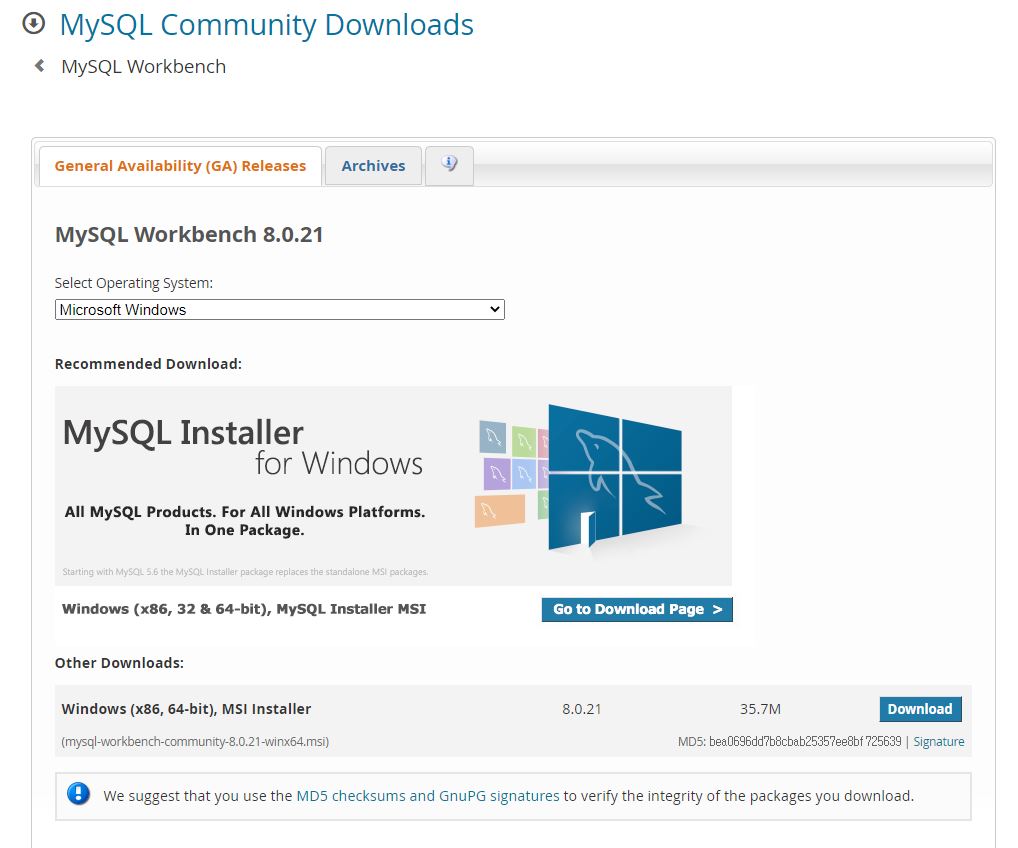 MySQL Community Downloads
MySQL Workbench
General Availability (GA) Releases
Archives
MySQL Workbench 8.0.21
Select Operating System:
Microsoft Windows
Recommended Download:
MySQL Installer
for Windows
All MySQL Products. For All Windows Platforms.
In One Package.
Starting with MySQL 5.6 the MySQL Installer package replaces the standalone MSI packages.
Windows (x86, 32 & 64-bit), MySQL Installer MSI
Go to Download Page >
Other Downloads:
Windows (x86, 64-bit), MSI Installer 8.0.21 35.7M Download
(mysql-workbench-community-8.0.21-winx64.msi) MD5: bea0696dd7b8cbab25357ee8bf725639 | Signature
We suggest that you use the MD5 checksums and GnuPG signatures to verify the integrity of the packages you download.